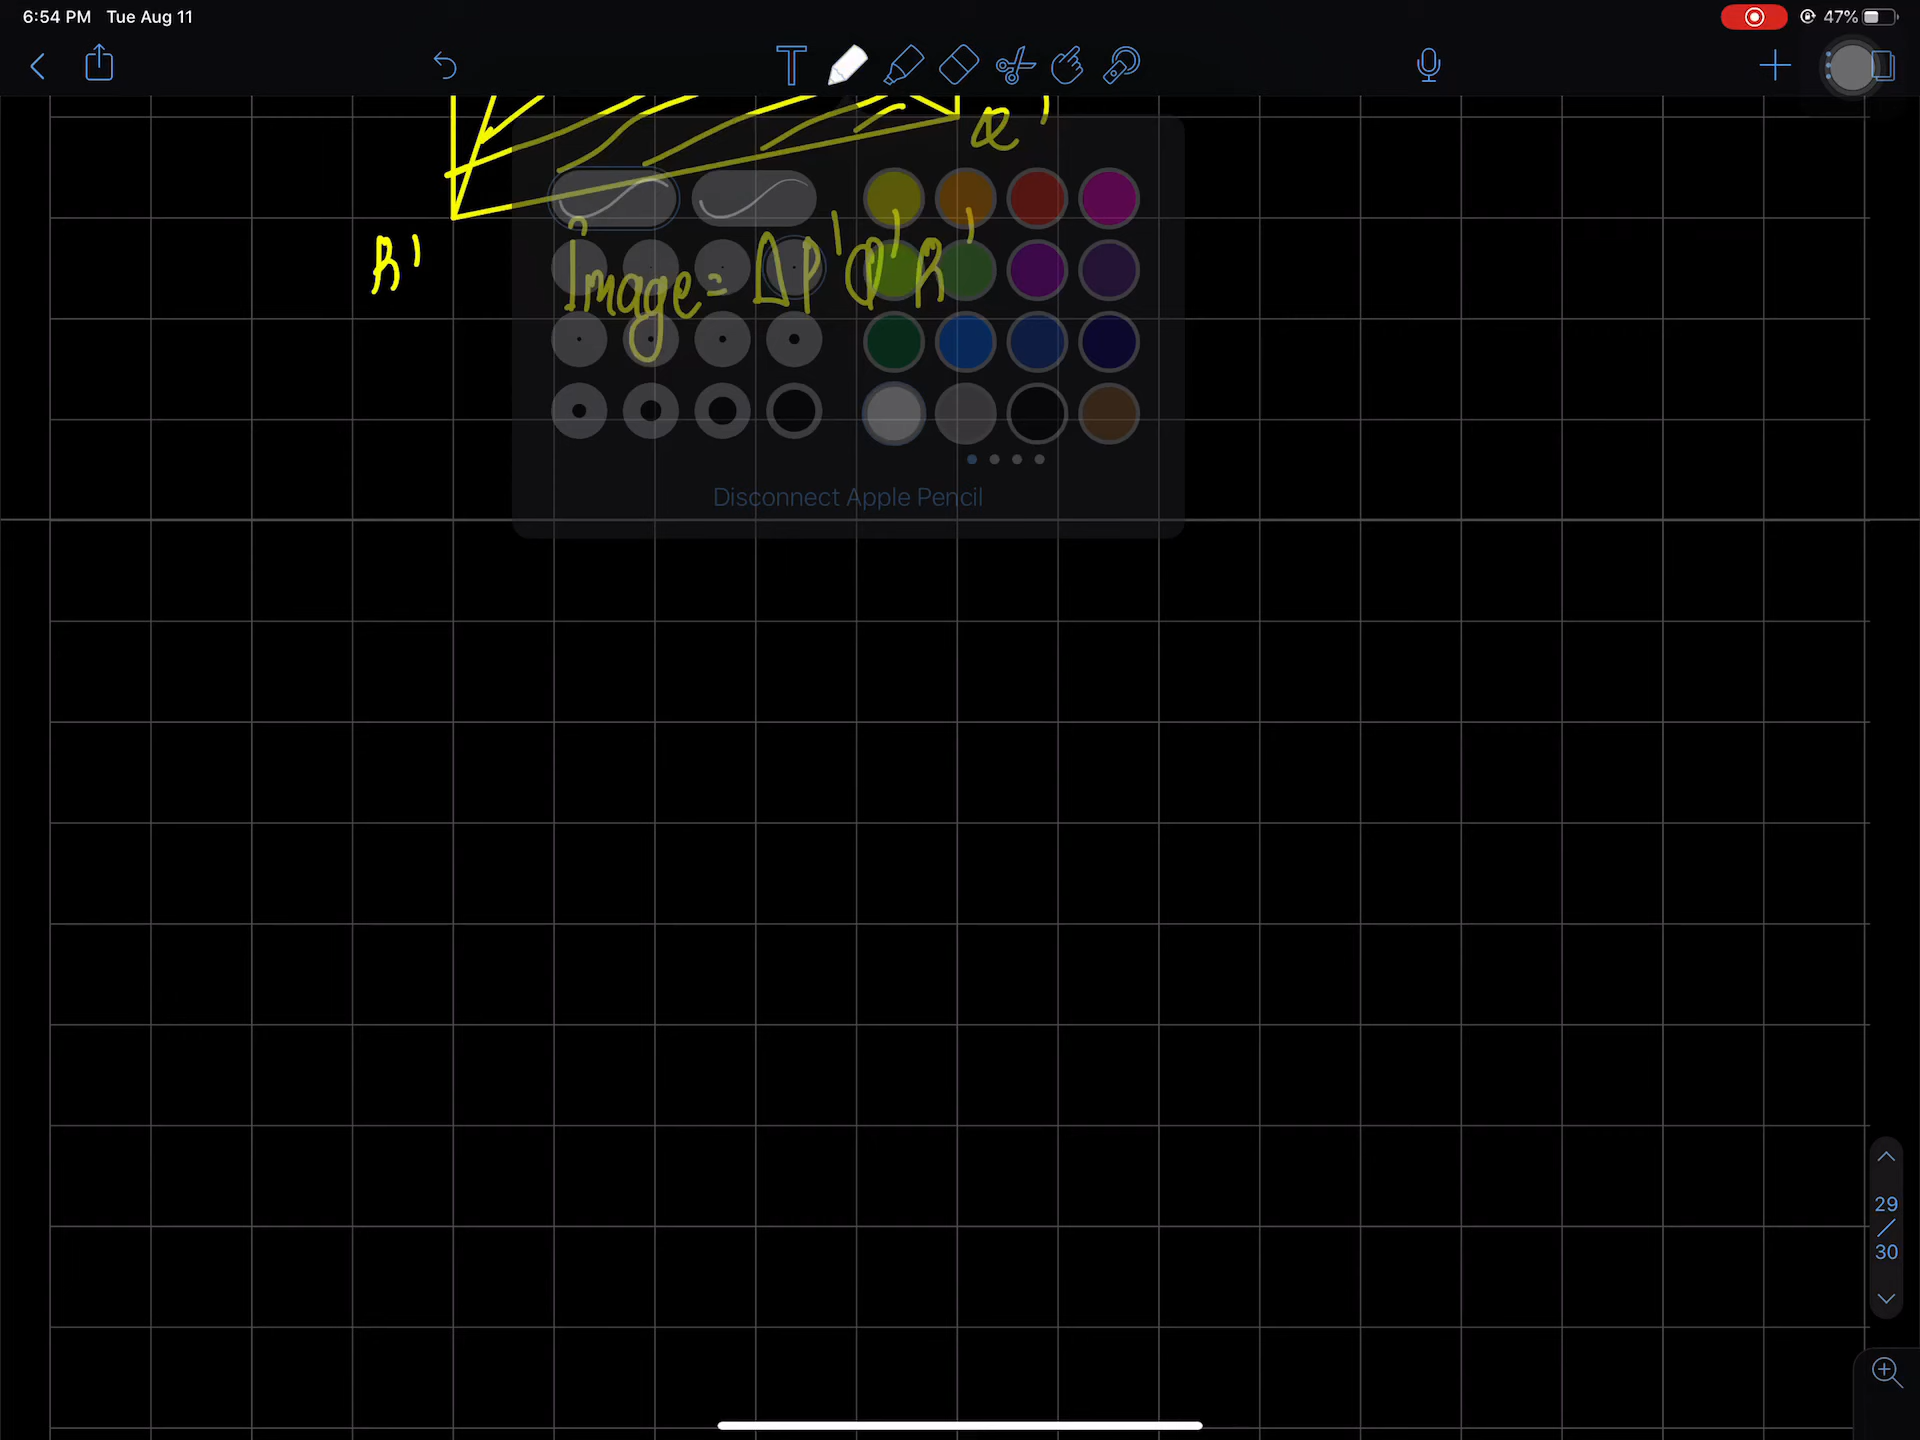 6:54 PM Tue Aug 11
47%
T
Q'
R'
Image = ΔP'Q'R'
Disconnect Apple Pencil
29
/
30